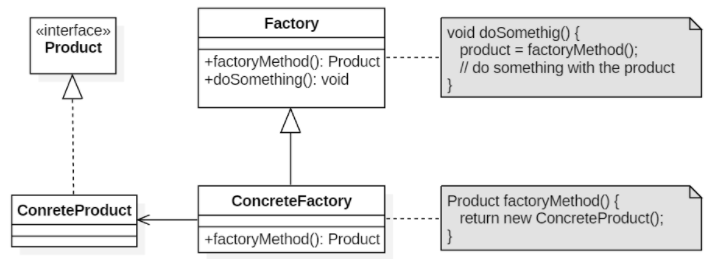 «interface»
Product
Factory
+factoryMethod(): Product
+doSomething(): void
void doSomethig() {
product = factoryMethod();
// do something with the product
}
ConreteProduct
ConcreteFactory
+factoryMethod(): Product
Product factoryMethod() {
return new ConcreteProduct();
}